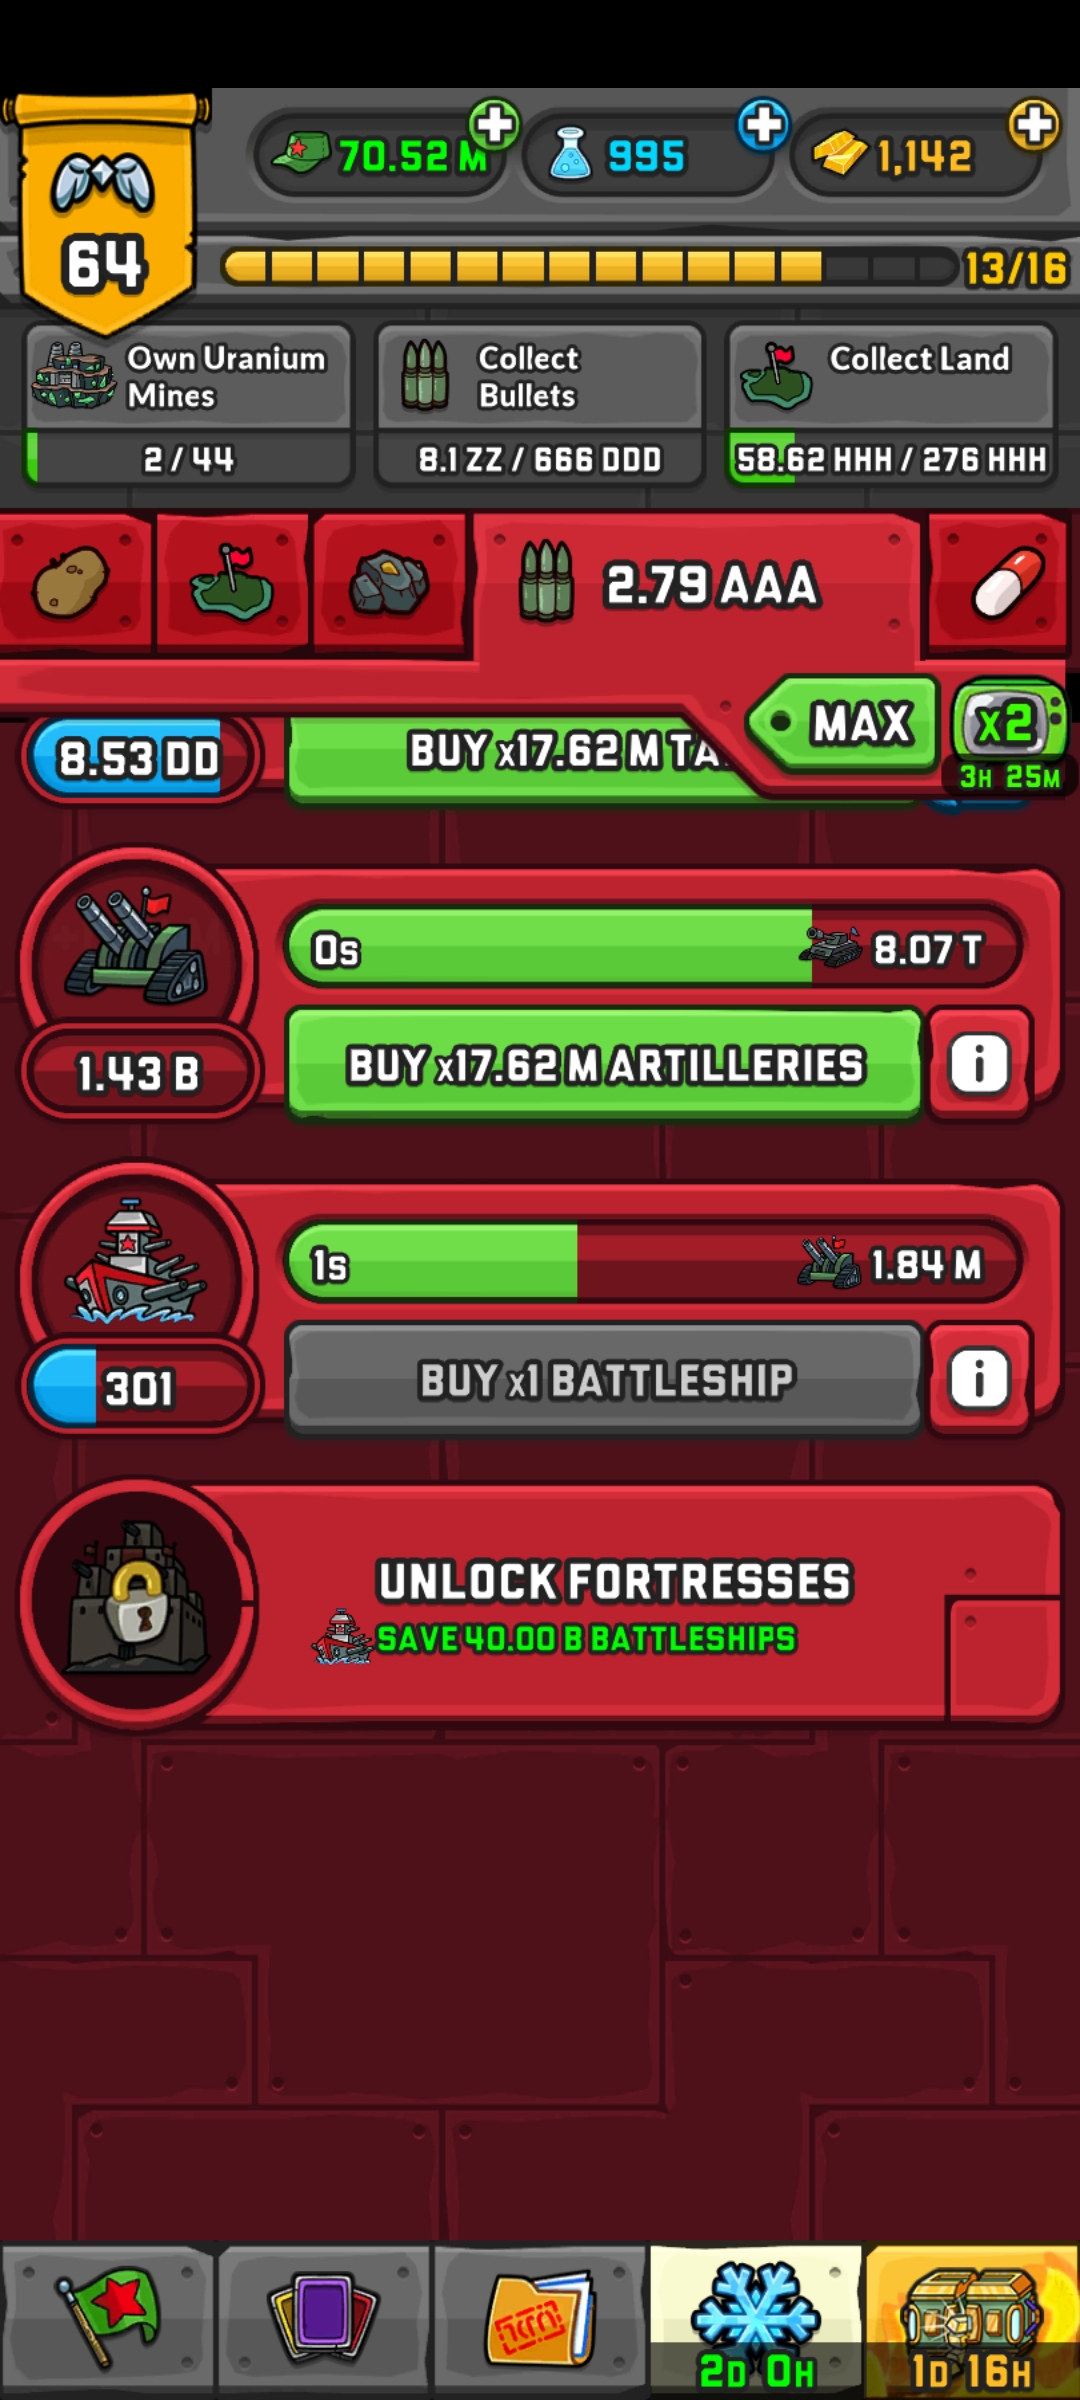 70.52 M
995
1,142
64
13/16
Own Uranium
Mines
2 / 44
Collect
Bullets
8.1 ZZ / 666 DDD
Collect Land
58.62 HHH / 276 HHH
2.79 AAA
MAX
x2
3H 25M
8.53 DD
BUY x17.62 M TA
0s
8.07 T
1.43 B
BUY x17.62 M ARTILLERIES
i
1s
1.84 M
301
BUY x1 BATTLESHIP
i
UNLOCK FORTRESSES
SAVE 40.00 B BATTLESHIPS
2D 0H
1D 16H